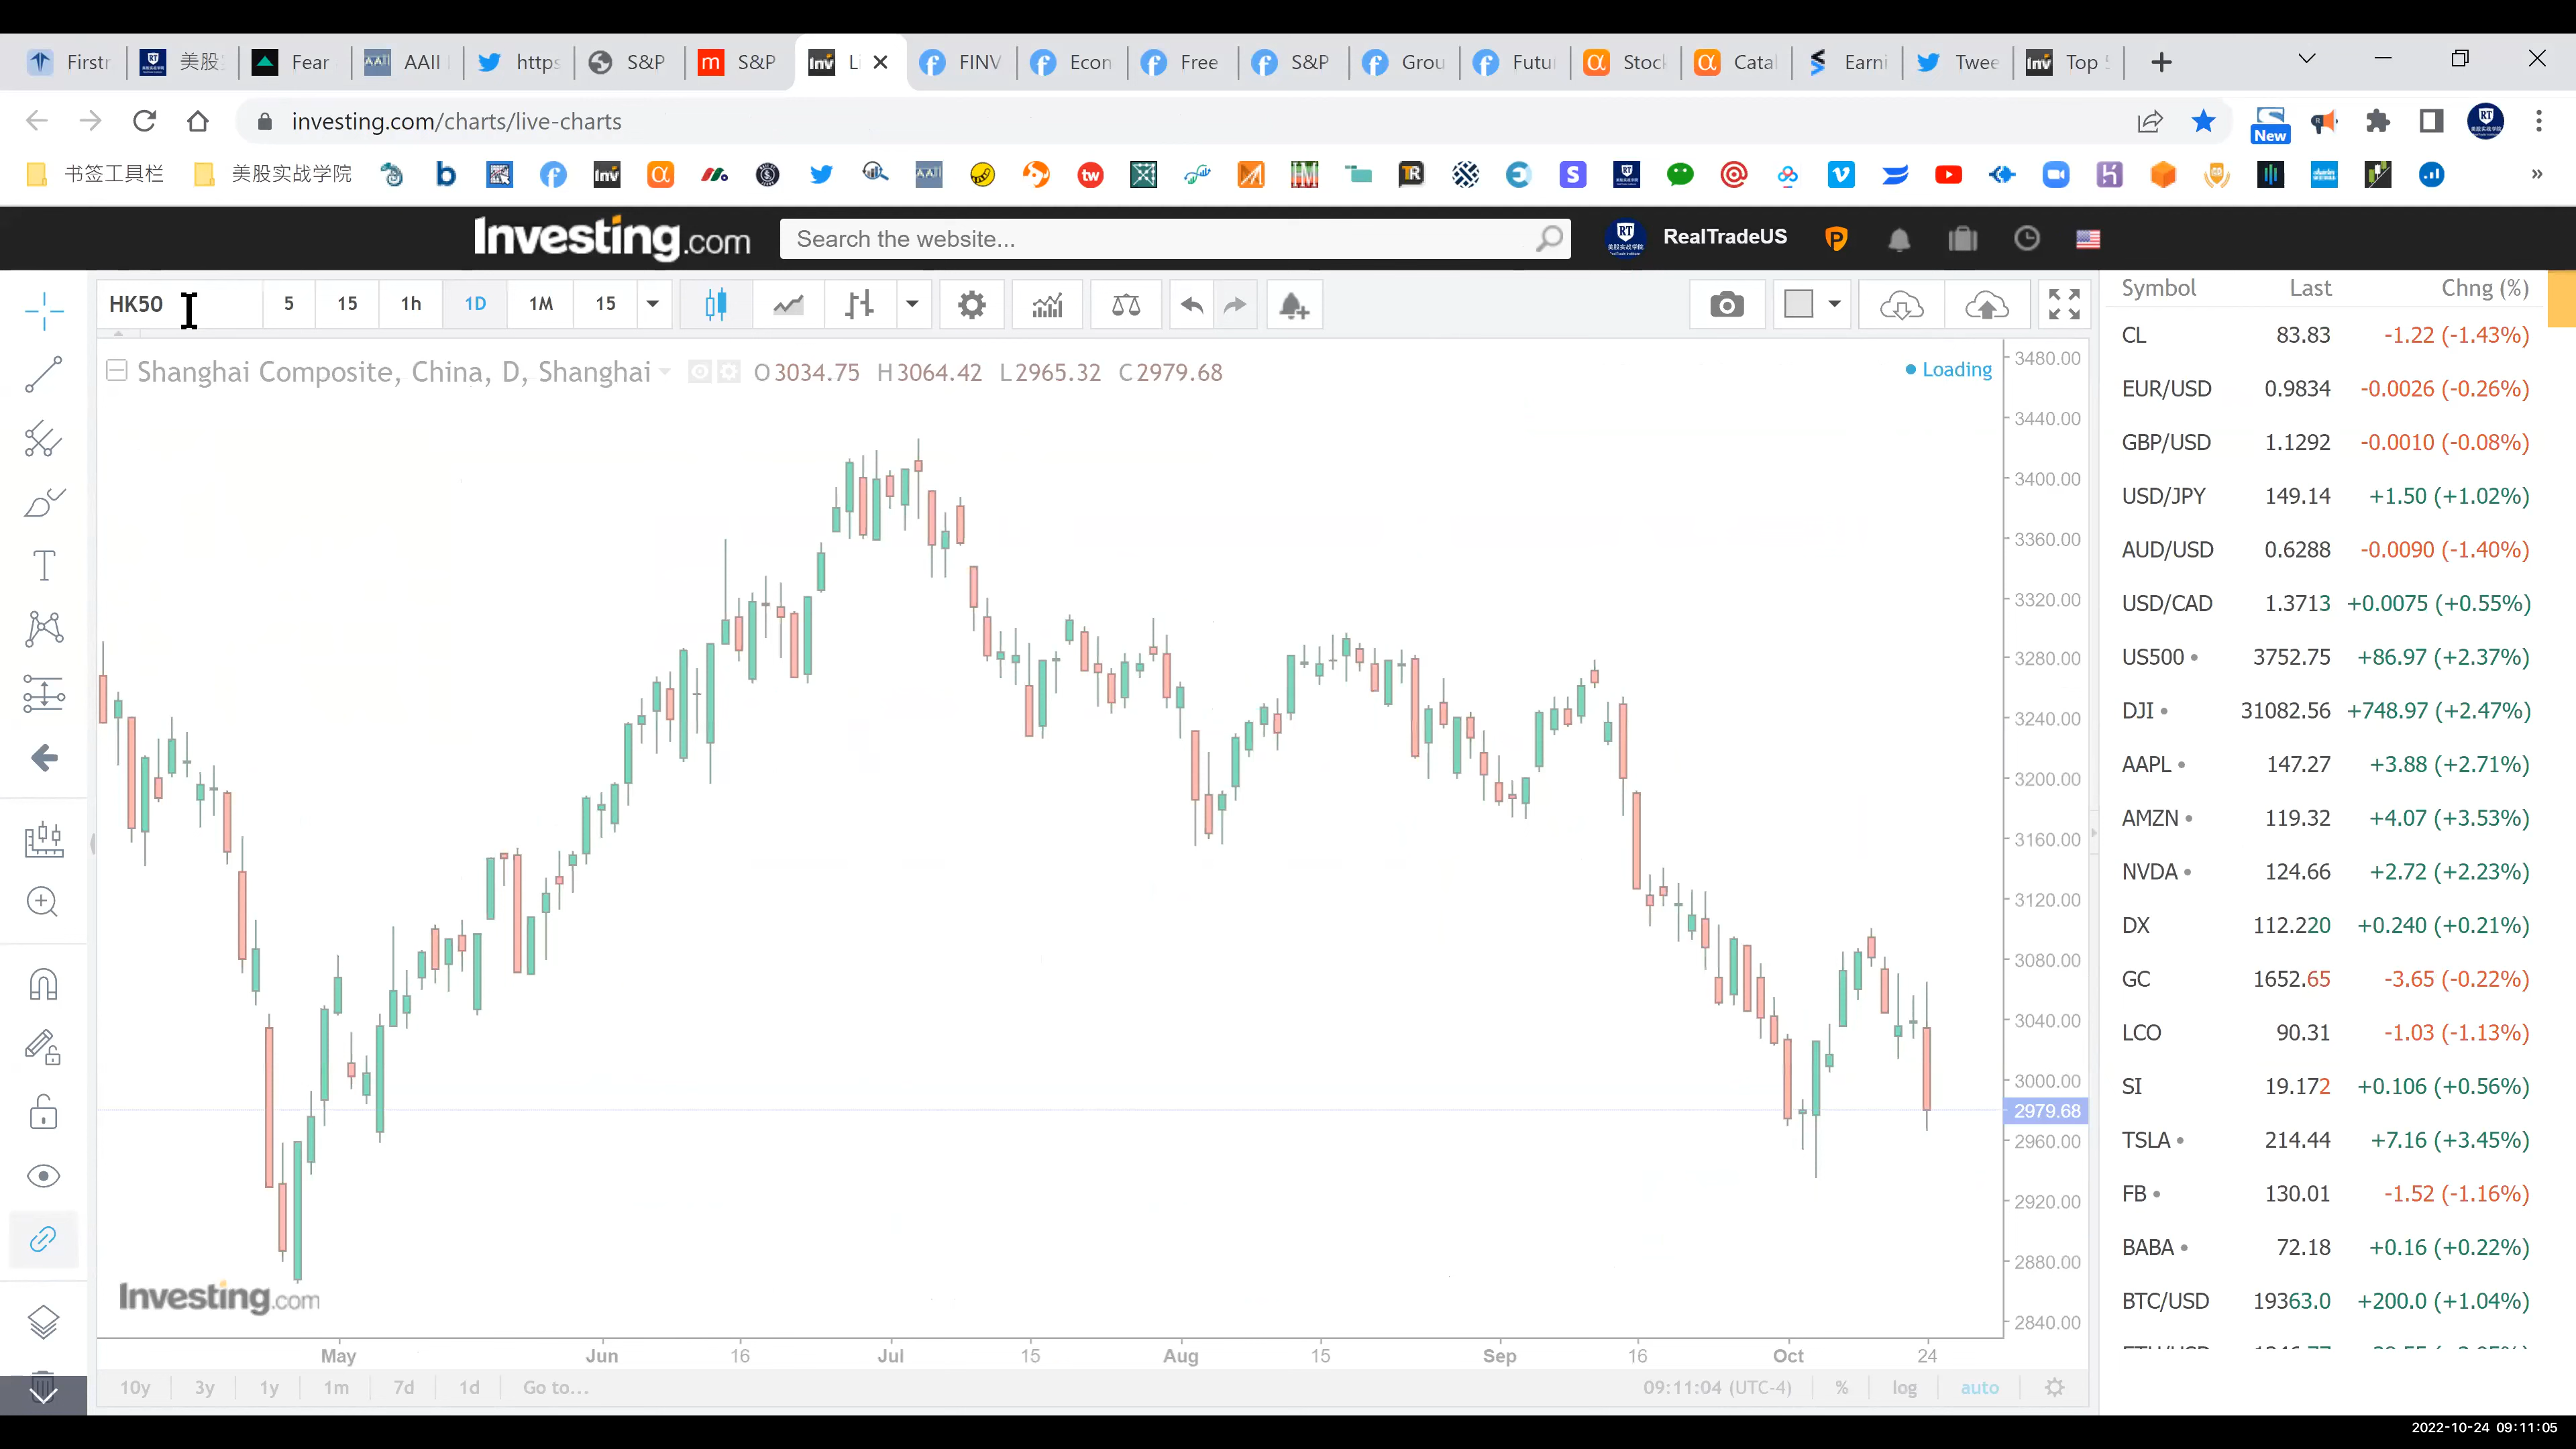 Firstr 美股 Fear AAII http S&P S&P Li FINV Econ Free S&P Grou Futu Stock Catal Earni Twee Top
investing.com/charts/live-charts
New
书签工具栏 美股实战学院
Investing.com Search the website... RealTradeUS
HK50 5 15 1h 1D 1M 15
Symbol Last Chng (%)
Shanghai Composite, China, D, Shanghai O3034.75 H3064.42 L2965.32 C2979.68
Loading
3480.00
3440.00
3400.00
3360.00
3320.00
3280.00
3240.00
3200.00
3160.00
3120.00
3080.00
3040.00
3000.00
2979.68
2960.00
2920.00
2880.00
2840.00
CL 83.83 -1.22 (-1.43%)
EUR/USD 0.9834 -0.0026 (-0.26%)
GBP/USD 1.1292 -0.0010 (-0.08%)
USD/JPY 149.14 +1.50 (+1.02%)
AUD/USD 0.6288 -0.0090 (-1.40%)
USD/CAD 1.3713 +0.0075 (+0.55%)
US500 3752.75 +86.97 (+2.37%)
DJI 31082.56 +748.97 (+2.47%)
AAPL 147.27 +3.88 (+2.71%)
AMZN 119.32 +4.07 (+3.53%)
NVDA 124.66 +2.72 (+2.23%)
DX 112.220 +0.240 (+0.21%)
GC 1652.65 -3.65 (-0.22%)
LCO 90.31 -1.03 (-1.13%)
SI 19.172 +0.106 (+0.56%)
TSLA 214.44 +7.16 (+3.45%)
FB 130.01 -1.52 (-1.16%)
BABA 72.18 +0.16 (+0.22%)
BTC/USD 19363.0 +200.0 (+1.04%)
Investing.com
May Jun 16 Jul 15 Aug 15 Sep 16 Oct 24
10y 3y 1y 1m 7d 1d Go to... 09:11:04 (UTC-4) % log auto
2022-10-24 09:11:05